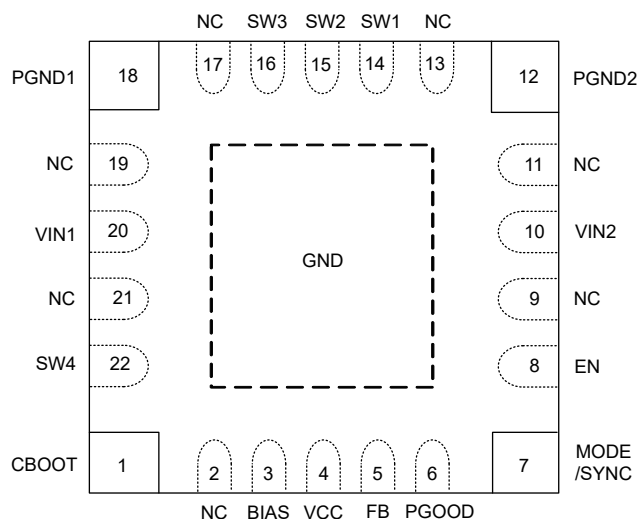 NC SW3 SW2 SW1 NC
17 16 15 14 13
PGND1 18 12 PGND2
NC 19 11 NC
VIN1 20 10 VIN2
GND
NC 21 9 NC
SW4 22 8 EN
CBOOT 1 7 MODE
/SYNC
2 3 4 5 6
NC BIAS VCC FB PGOOD